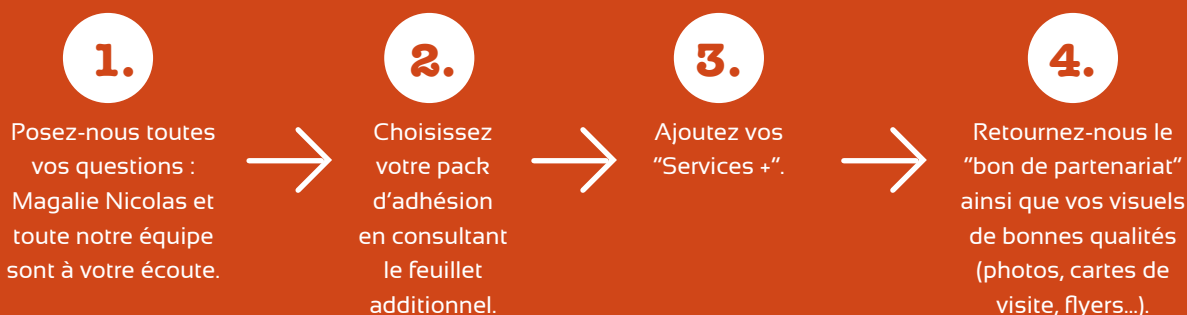 1.
Posez-nous toutes
vos questions :
Magalie Nicolas et
toute notre équipe
sont à votre écoute.
2.
Choisissez
votre pack
d'adhésion
en consultant
le feuillet
additionnel.
3.
Ajoutez vos
"Services +".
4.
Retournez-nous le
"bon de partenariat"
ainsi que vos visuels
de bonnes qualités
(photos, cartes de
visite, flyers...).